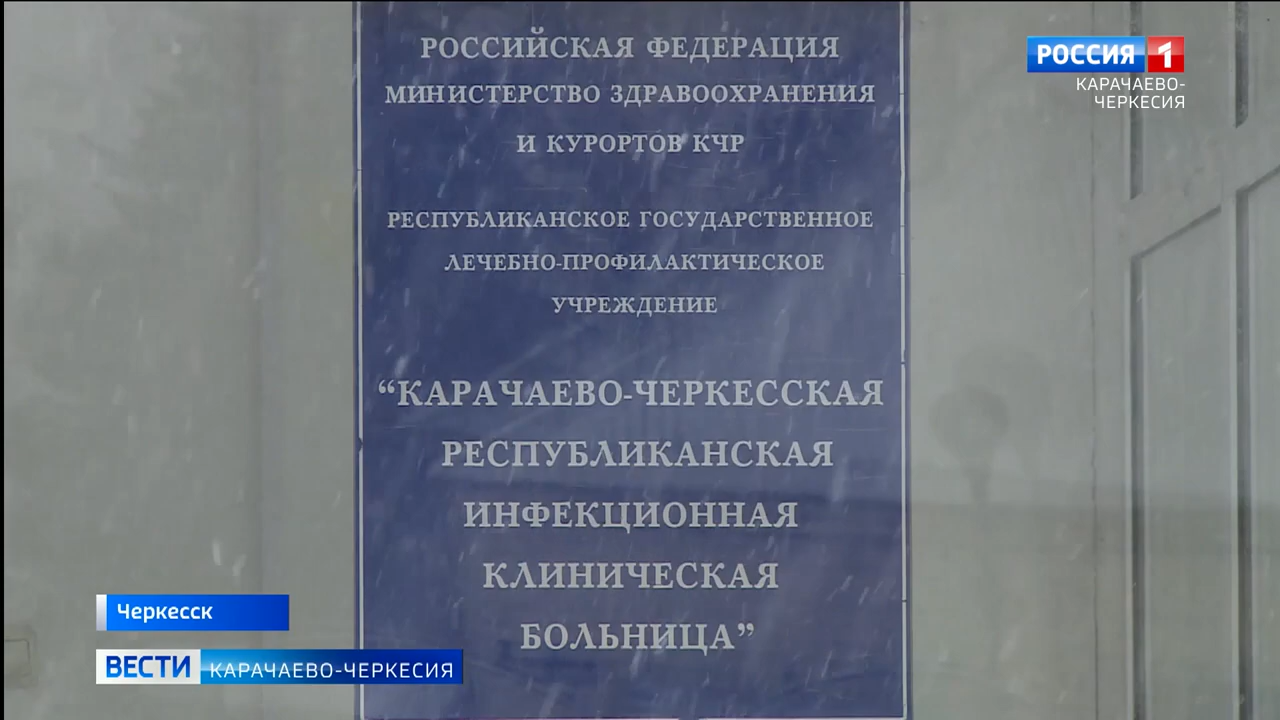 РОССИЙСКАЯ ФЕДЕРАЦИЯ
МИНИСТЕРСТВО ЗДРАВООХРАНЕНИЯ
И КУРОРТОВ КЧР
РЕСПУБЛИКАНСКОЕ ГОСУДАРСТВЕННОЕ
ЛЕЧЕБНО-ПРОФИЛАКТИЧЕСКОЕ
УЧРЕЖДЕНИЕ
“КАРАЧАЕВО-ЧЕРКЕССКАЯ
РЕСПУБЛИКАНСКАЯ
ИНФЕКЦИОННАЯ
КЛИНИЧЕСКАЯ
БОЛЬНИЦА”
РОССИЯ 1
КАРАЧАЕВО-
ЧЕРКЕСИЯ
Черкесск
ВЕСТИ КАРАЧАЕВО-ЧЕРКЕСИЯ